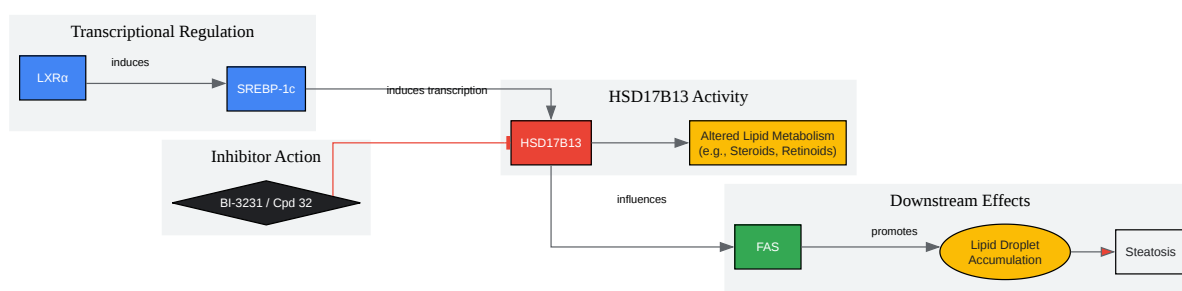 Transcriptional Regulation
LXRα
induces
SREBP-1c
induces transcription
HSD17B13 Activity
HSD17B13
Altered Lipid Metabolism
(e.g., Steroids, Retinoids)
Inhibitor Action
BI-3231 / Cpd 32
influences
Downstream Effects
FAS
promotes
Lipid Droplet
Accumulation
Steatosis